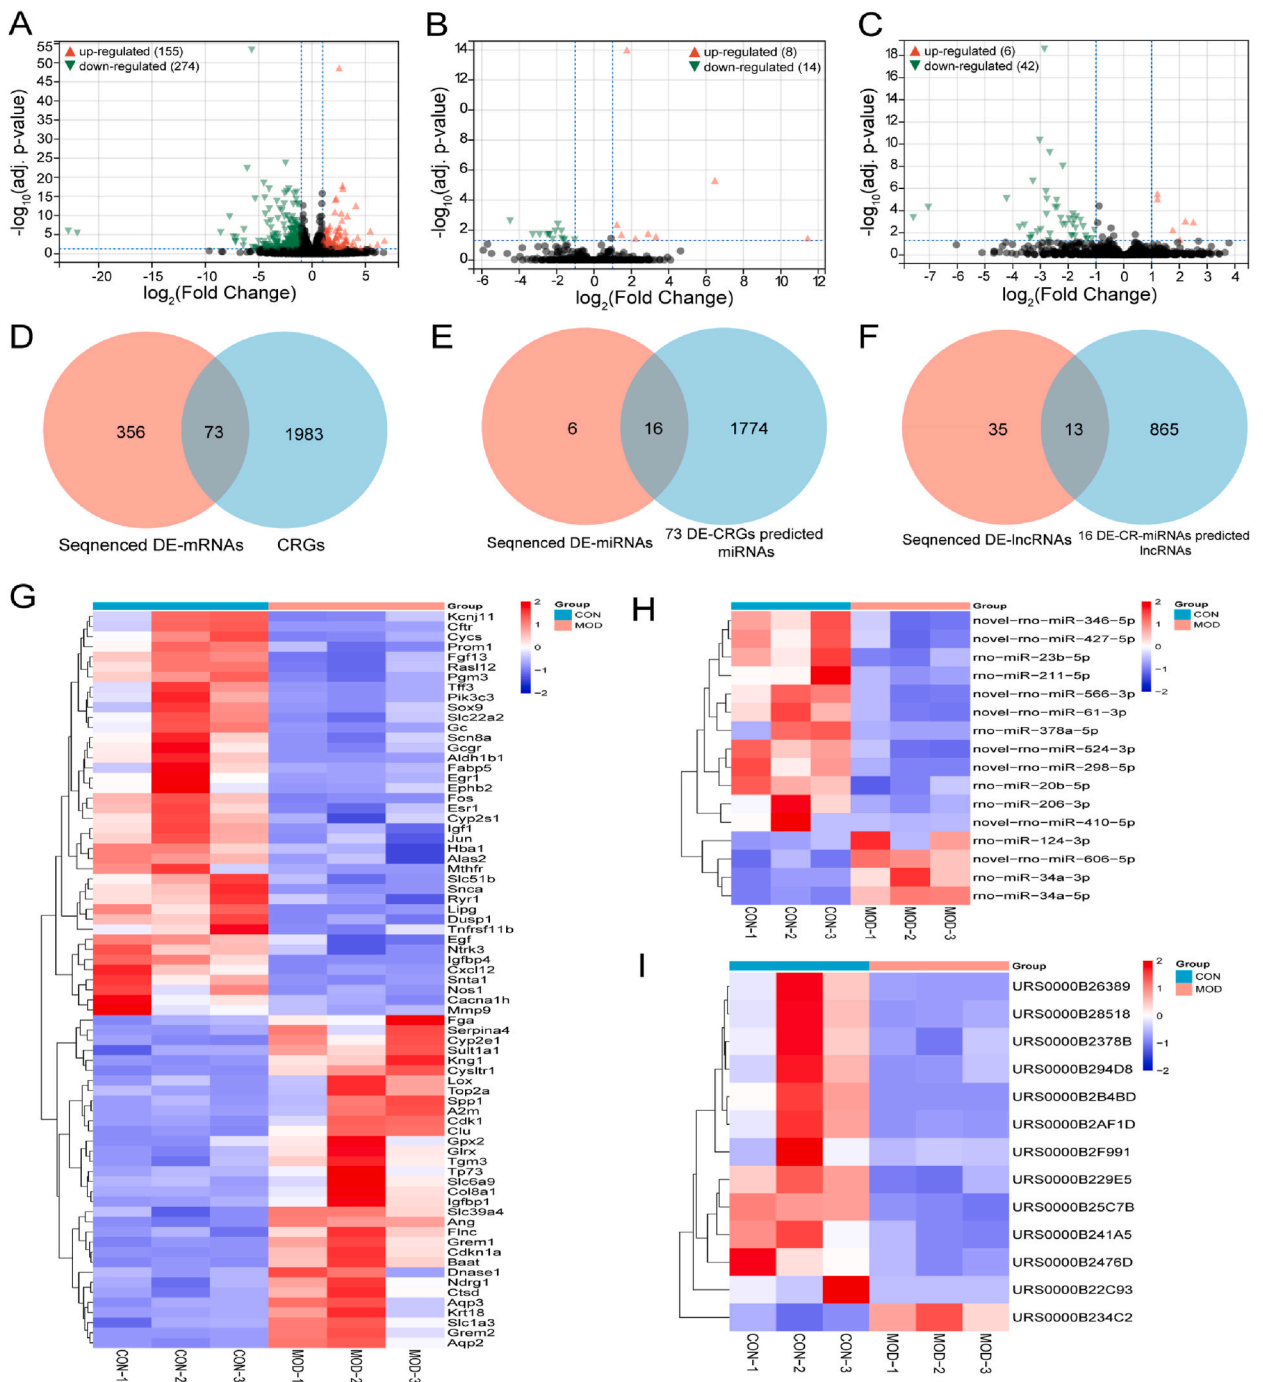 A
up-regulated (155)
down-regulated (274)
55
50
45
40
35
30
25
20
15
10
5
0
-log10(adj. p-value)
-20 -15 -10 -5 0 5
log2(Fold Change)
B
up-regulated (8)
down-regulated (14)
14
12
0
8
6
4
2
0
-log10(adj. p-value)
-6 -4 -2 0 2 4 6 8 10 12
log2(Fold Change)
C
up-regulated (6)
down-regulated (42)
18
16
14
12
10
8
6
4
2
0
-log10(adj. p-value)
-7 -6 -5 -4 -3 -2 -1 0 1 2 3 4
log2(Fold Change)
D
356 73 1983
Seqnenced DE-mRNAs CRGs
E
6 16 1774
Seqnenced DE-miRNAs
73 DE-CRGs predicted
miRNAs
F
35 13 865
Seqnenced DE-lncRNAs
16 DE-CR-miRNAs predicted
lncRNAs
G
Group
Kcnj11
Cftr
Cycs
Prom1
Fgf13
Rasl12
Pgm3
Tff3
Pik3c3
Sox9
Slc22a2
Gc
Scn8a
Gcgr
Aldh1b1
Fabp5
Egr1
Ephb2
Fos
Esr1
Cyp2s1
Igf1
Jun
Hba1
Alas2
Mthfr
Slc51b
Snca
Ryr1
Lipg
Dusp1
Tnfrsf11b
Egf
Ntrk3
Igfbp4
Cxcl12
Snta1
Nos1
Cacna1h
Mmp9
Fga
Serpina4
Cyp2e1
Sult1a1
Kng1
Cysltr1
Lox
Top2a
Spp1
A2m
Cdk1
Clu
Gpx2
Glrx
Tgm3
Tp73
Slc6a9
Col8a1
Igfbp1
Slc39a4
Ang
Flnc
Grem1
Cdkn1a
Baat
Dnase1
Ndrg1
Ctsd
Aqp3
Krt18
Slc1a3
Grem2
Aqp2
CON-1 CON-2 CON-3 MOD-1 MOD-2 MOD-3
2
1
0
-1
-2
Group
CON
MOD
H
Group
novel-rno-miR-346-5p
novel-rno-miR-427-5p
rno-miR-23b-5p
rno-miR-211-5p
novel-rno-miR-566-3p
novel-rno-miR-61-3p
rno-miR-378a-5p
novel-rno-miR-524-3p
novel-rno-miR-298-5p
rno-miR-20b-5p
rno-miR-206-3p
novel-rno-miR-410-5p
rno-miR-124-3p
novel-rno-miR-606-5p
rno-miR-34a-3p
rno-miR-34a-5p
CON-1 CON-2 CON-3 MOD-1 MOD-2 MOD-3
2
1
0
-1
-2
Group
CON
MOD
I
Group
URS0000B26389
URS0000B28518
URS0000B2378B
URS0000B294D8
URS0000B2B4BD
URS0000B2AF1D
URS0000B2F991
URS0000B229E5
URS0000B25C7B
URS0000B241A5
URS0000B2476D
URS0000B22C93
URS0000B234C2
CON-1 CON-2 CON-3 MOD-1 MOD-2 MOD-3
2
1
0
-1
-2
Group
CON
MOD